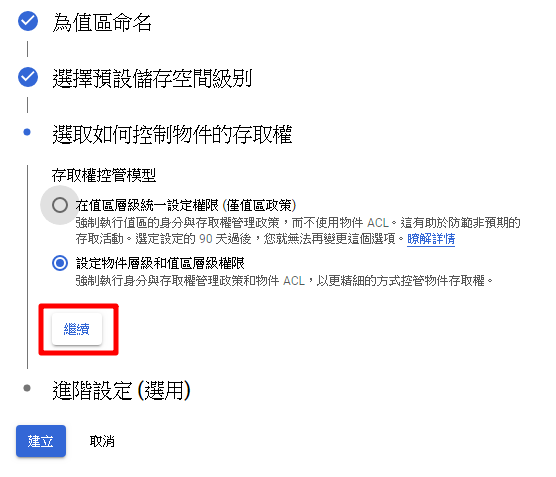 為值區命名
選擇預設儲存空間級別
選取如何控制物件的存取權
存取權控管模型
在值區層級統一設定權限 (僅值區政策)
強制執行值區的身分與存取權管理政策，而不使用物件 ACL。這有助於防範非預期的
存取活動。選定設定的 90 天過後，您就無法再變更這個選項。瞭解詳情
設定物件層級和值區層級權限
強制執行身分與存取權管理政策和物件 ACL，以更精細的方式控管物件存取權。
繼續
進階設定 (選用)
建立 取消